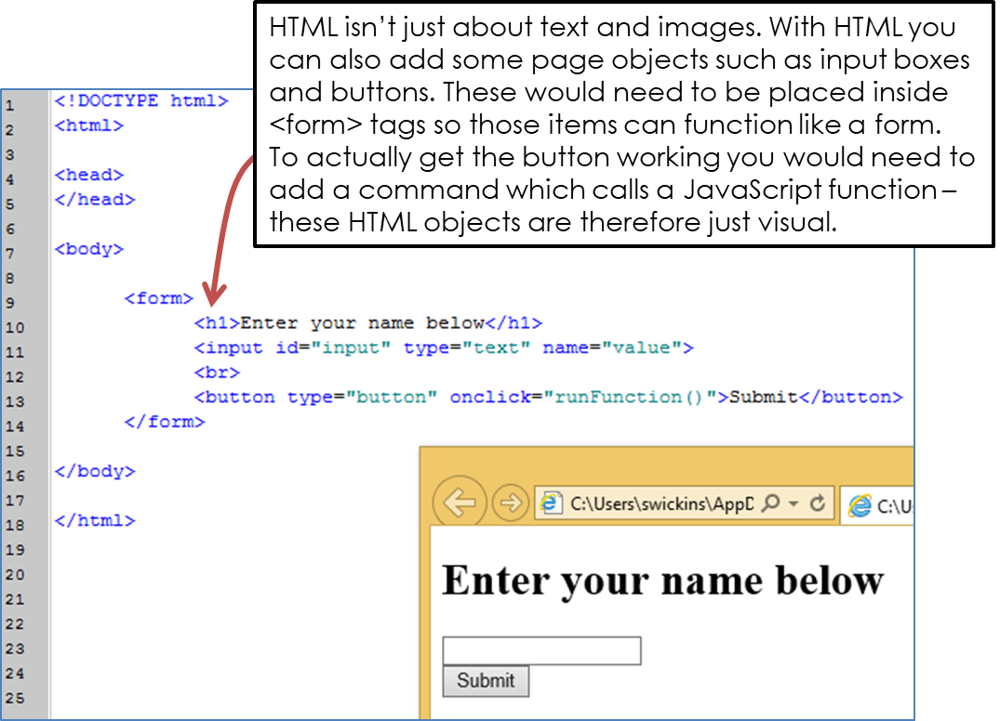 HTML isn’t just about text and images. With HTML you
can also add some page objects such as input boxes
and buttons. These would need to be placed inside
<form> tags so those items can function like a form.
To actually get the button working you would need to
add a command which calls a JavaScript function –
these HTML objects are therefore just visual.
1 <!DOCTYPE html>
2 <html>
3
4 <head>
5 </head>
6
7 <body>
8
9 <form>
10 <h1>Enter your name below</h1>
11 <input id="input" type="text" name="value">
12 <br>
13 <button type="button" onclick="runFunction()">Submit</button>
14 </form>
15
16 </body>
17
18 </html>
19
20
21
22
23
24
25
C:\Users\swickins\AppD C:\U
Enter your name below
Submit